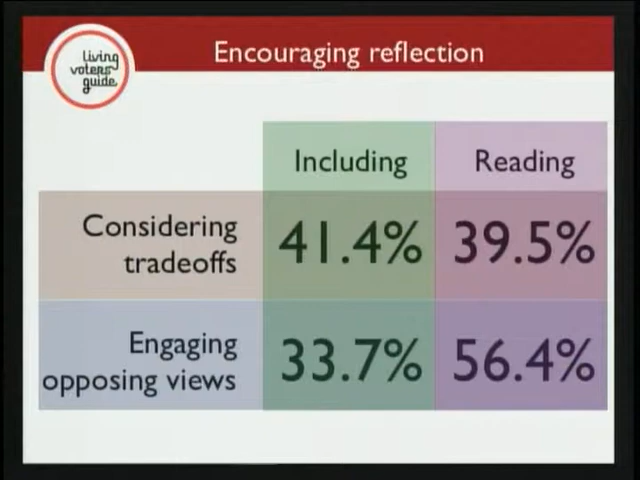 living
voters
guide
Encouraging reflection
Including
Reading
Considering
tradeoffs
41.4%
39.5%
Engaging
opposing views
33.7%
56.4%